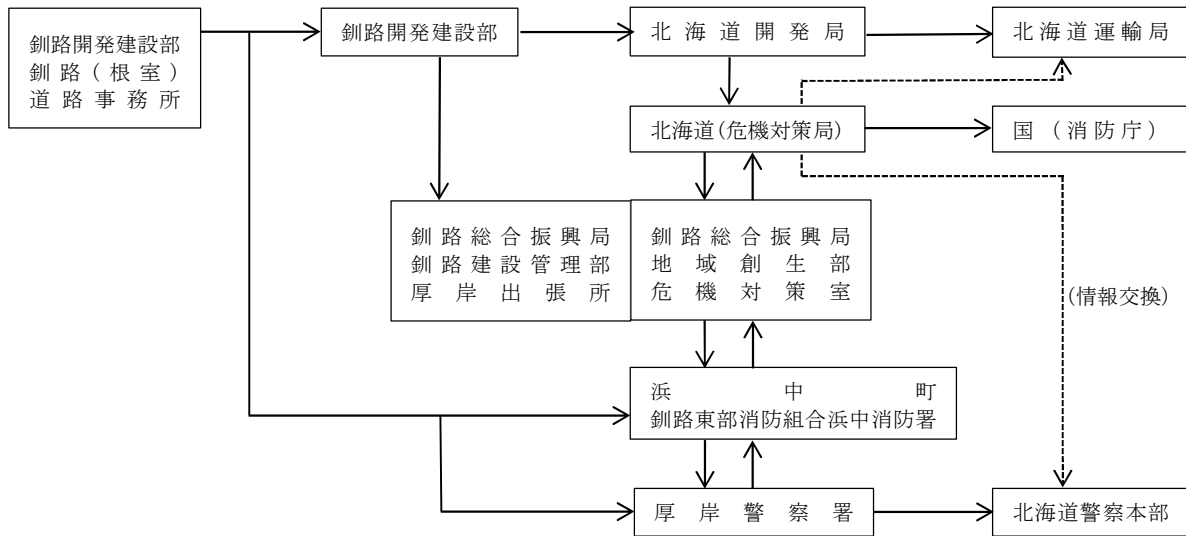 釧路開発建設部
釧路(根室)
道路事務所
釧路開発建設部
北海道開発局
北海道運輸局
北海道(危機対策局)
国(消防庁)
釧路総合振興局
釧路建設管理部
厚岸出張所
釧路総合振興局
地域創生部
危機対策室
(情報交換)
浜中町
釧路東部消防組合浜中消防署
厚岸警察署
北海道警察本部